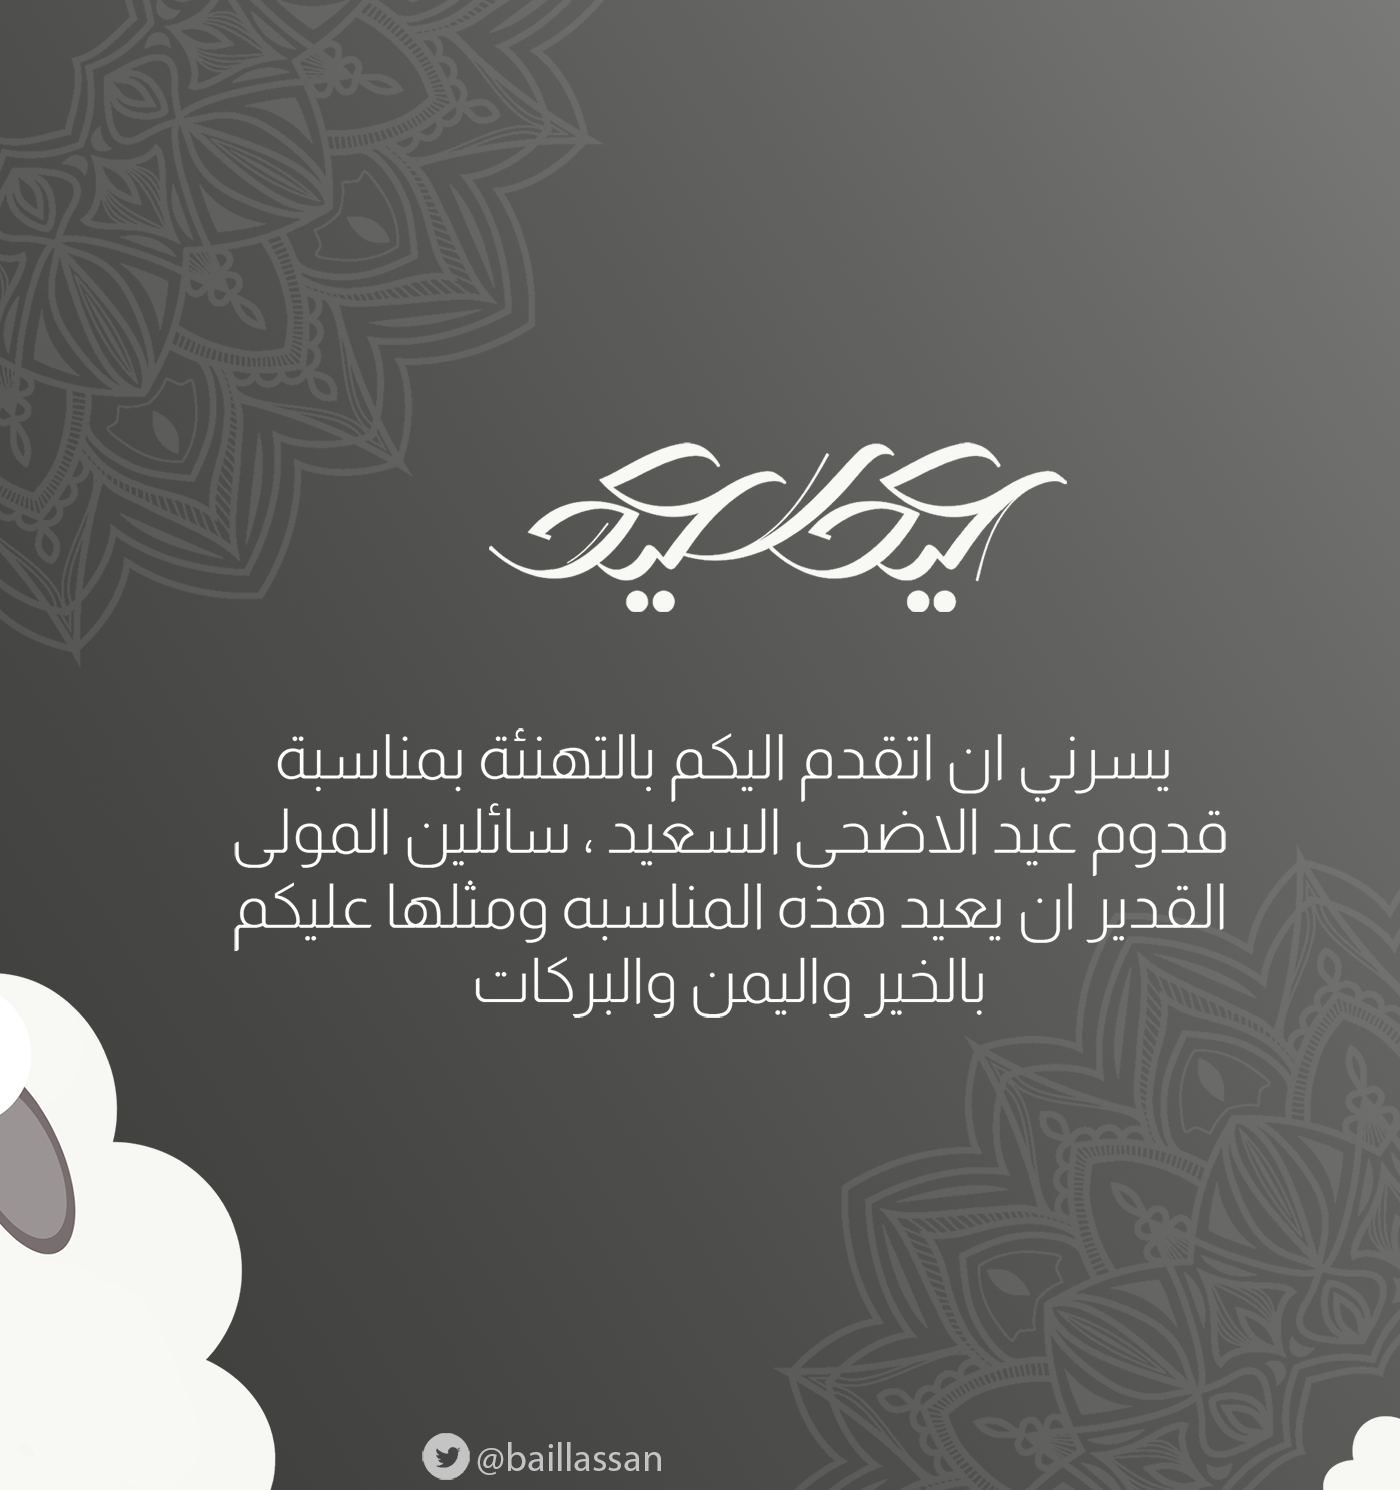 عيدكم سعيد
يسرني ان اتقدم اليكم بالتهنئة بمناسبة
قدوم عيد الاضحى السعيد ، سائلين المولى
القدير ان يعيد هذه المناسبه ومثلها عليكم
بالخير واليمن والبركات
@baillassan